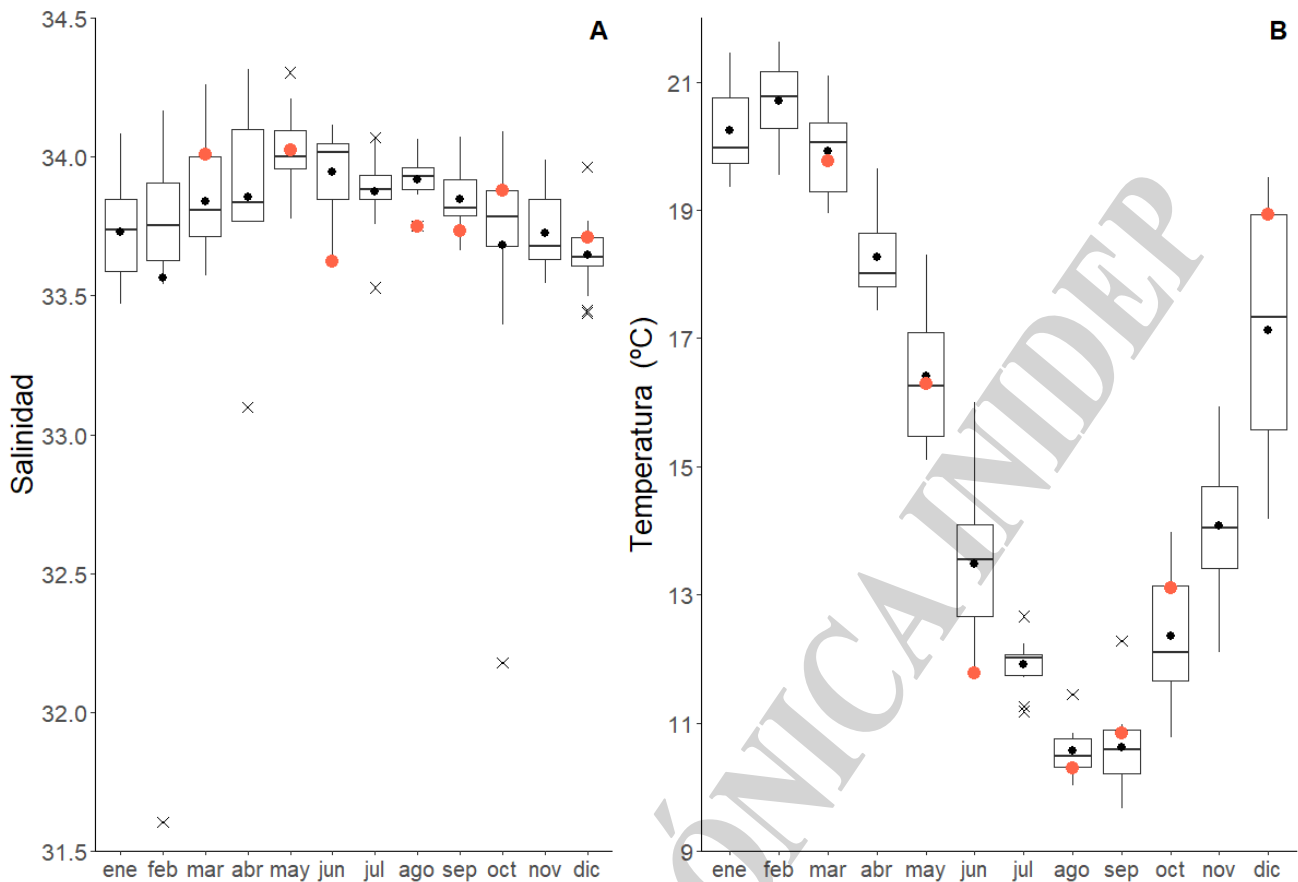 A
34.5
34.0
33.5
33.0
32.5
32.0
31.5
Salinidad
ene feb mar abr may jun jul ago sep oct nov dic
B
21
19
17
15
13
11
9
Temperatura (ºC)
ene feb mar abr may jun jul ago sep oct nov dic
ÓNICA INIDEP